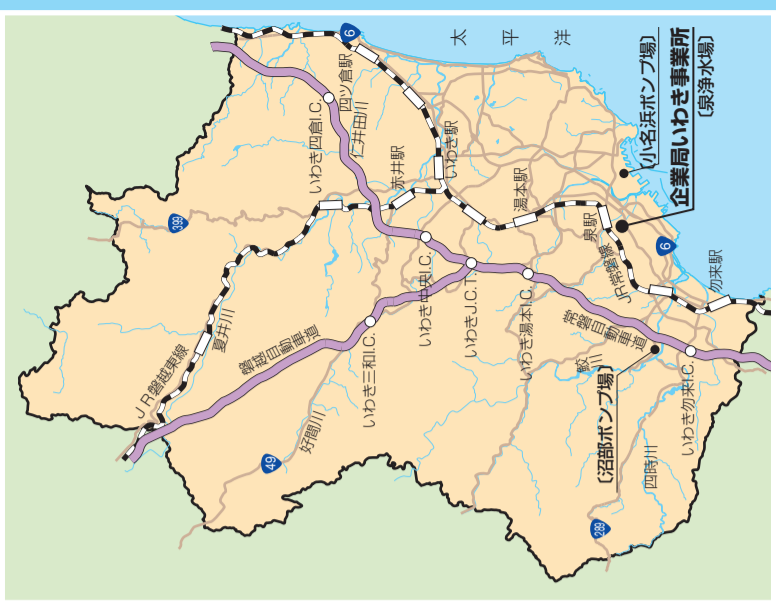 太平洋
6
四ツ倉駅
仁井田川
いわき四倉I.C.
赤井駅
いわき駅
399
湯本駅
〔小名浜ポンプ場〕
企業局いわき事業所
〔泉浄水場〕
泉駅
JR常磐線
6
勿来駅
いわき中央I.C.
いわきJ.C.T.
いわき湯本I.C.
常磐自動車道
いわき三和I.C.
磐越自動車道
夏井川
JR磐越東線
好間川
49
鮫川
〔沼部ポンプ場〕
いわき勿来I.C.
四時川
289